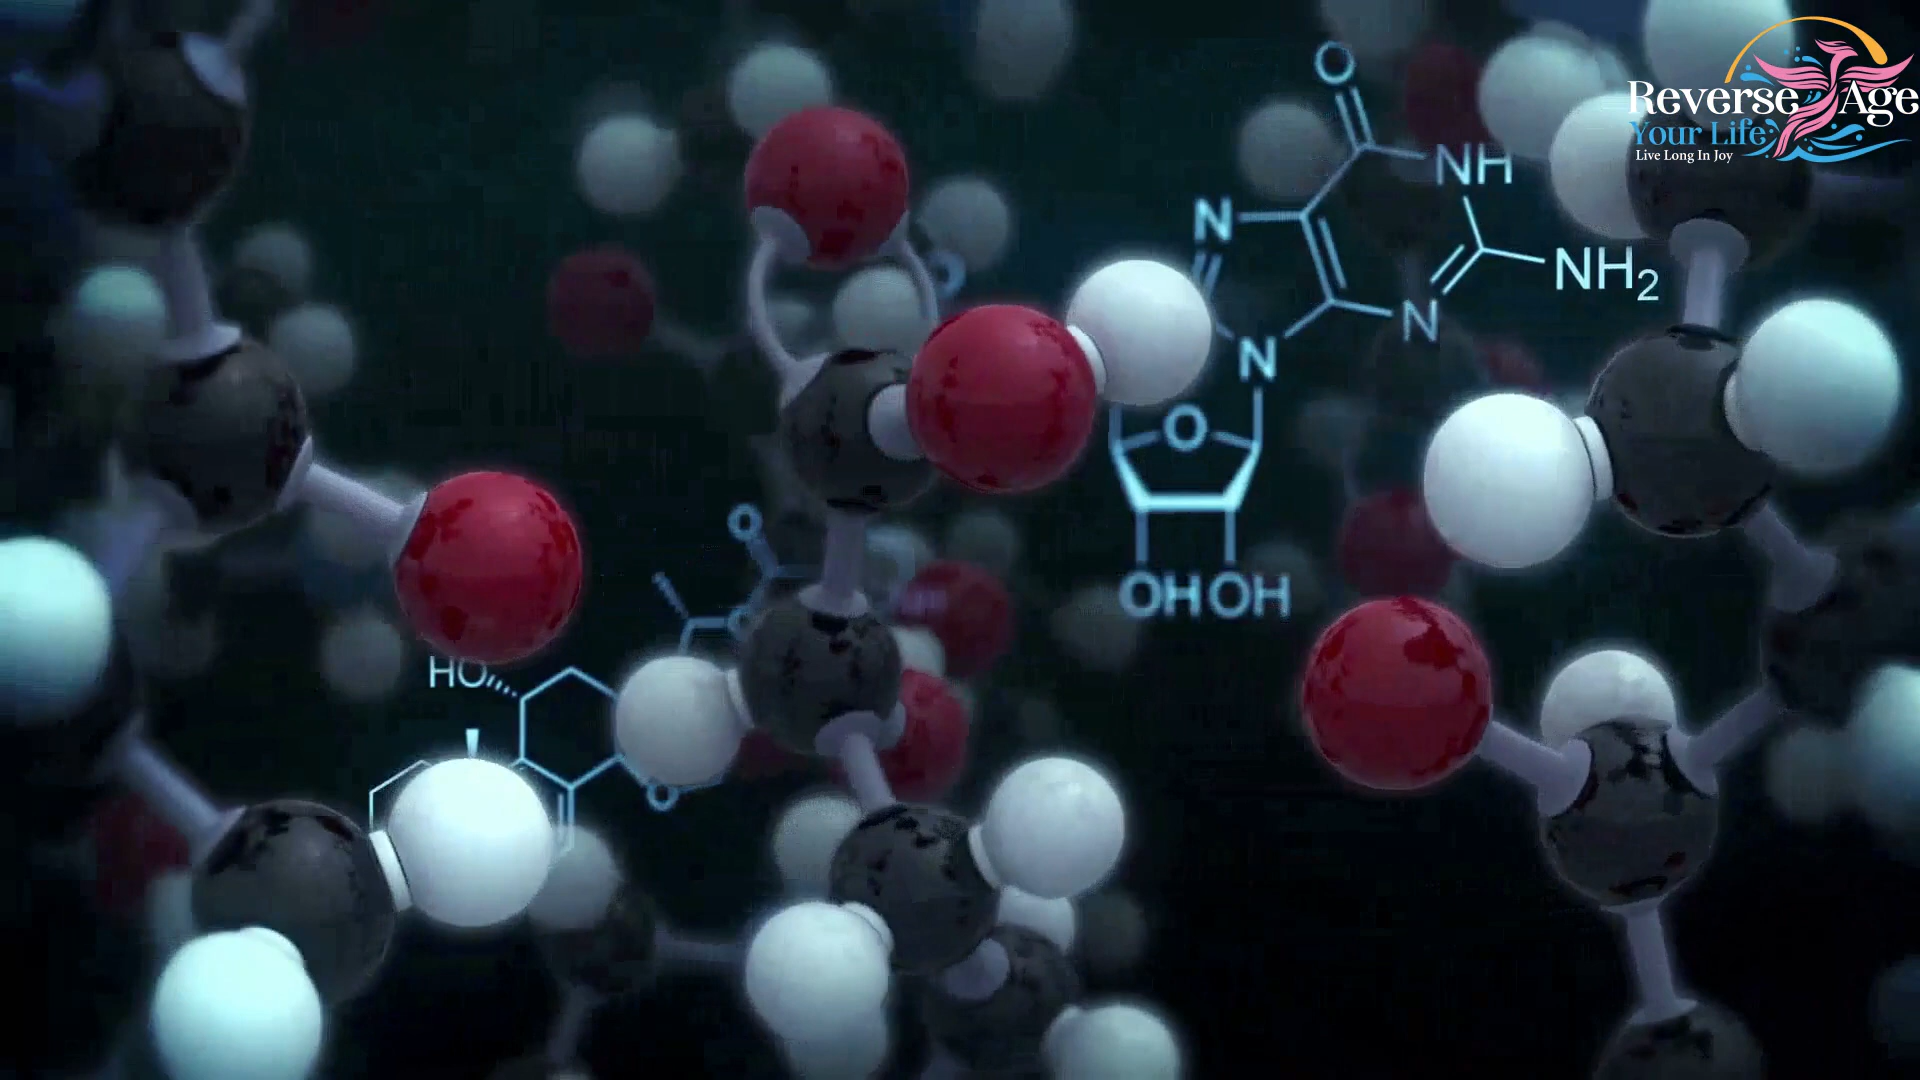 Reverse Age
Your Life
Live Long In Joy
O
NH
N
NH2
N
N
O
OH OH
O
HO
O